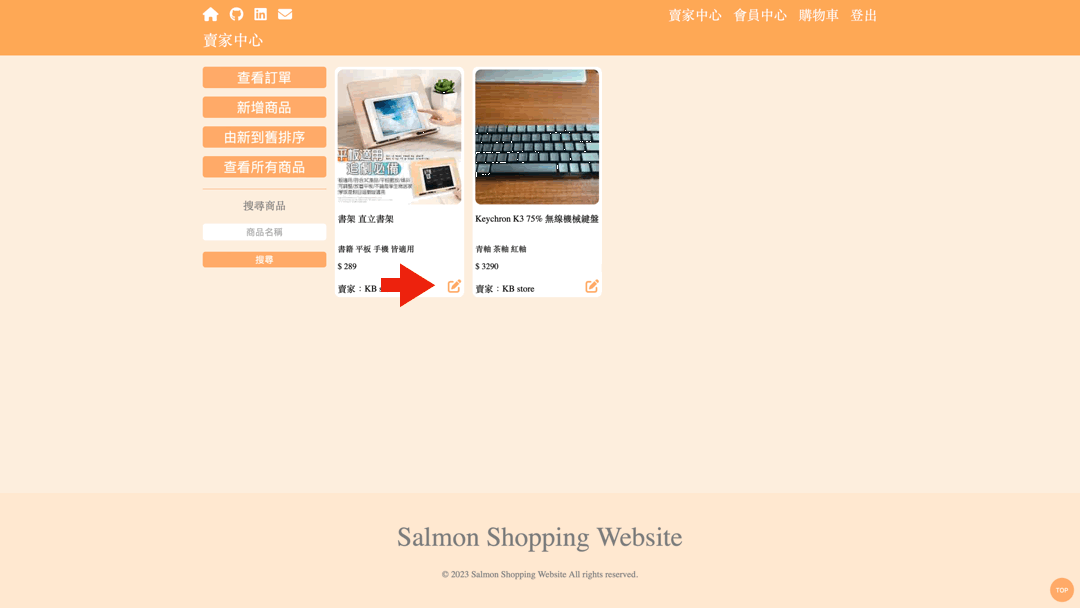 賣家中心 會員中心 購物車 登出
賣家中心
查看訂單
新增商品
由新到舊排序
查看所有商品
搜尋商品
商品名稱
搜尋
平板適用
追劇必備
書架 直立書架
書籍 平板 手機 皆適用
$ 289
賣家：KB
Keychron K3 75% 無線機械鍵盤
青軸 茶軸 紅軸
$ 3290
賣家：KB store
Salmon Shopping Website
© 2023 Salmon Shopping Website All rights reserved.
TOP